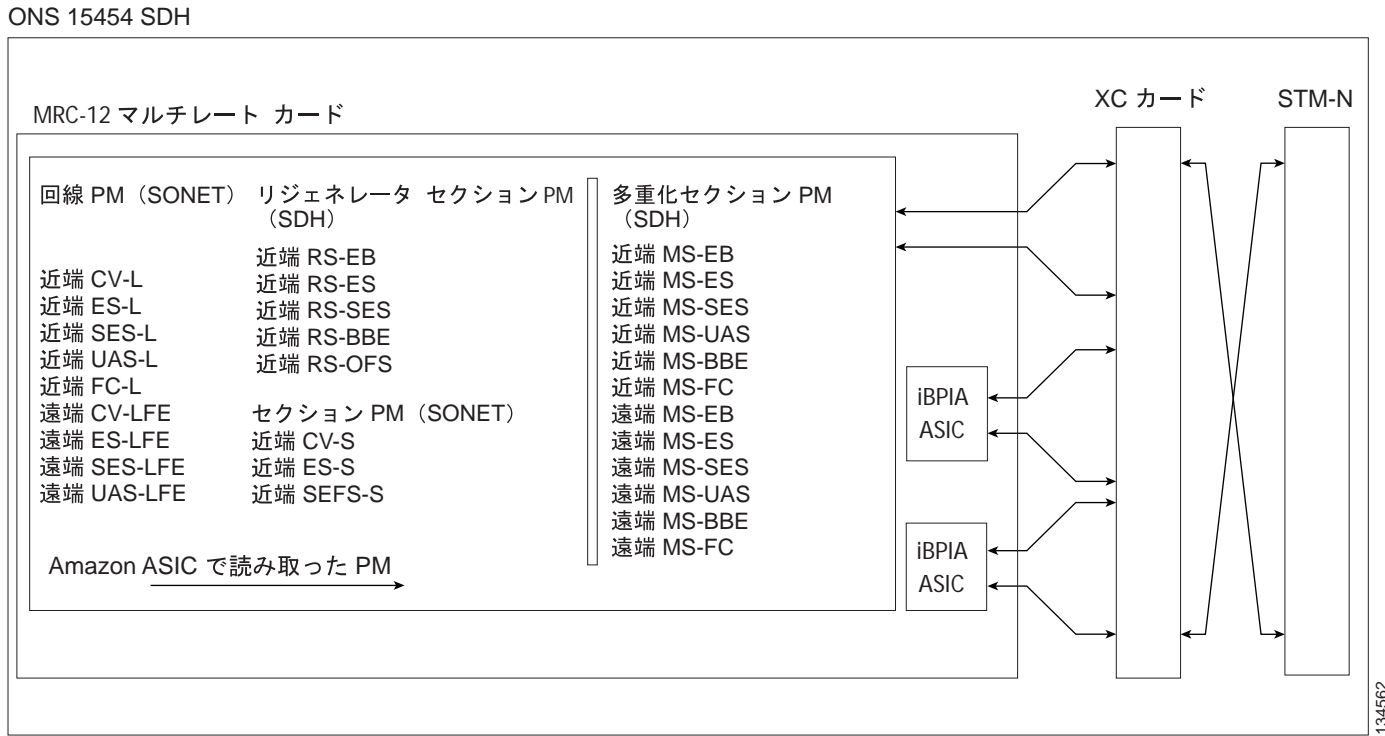 ONS 15454 SDH
MRC-12 マルチレート カード
XC カード
STM-N
回線 PM（SONET）
近端 CV-L
近端 ES-L
近端 SES-L
近端 UAS-L
近端 FC-L
遠端 CV-LFE
遠端 ES-LFE
遠端 SES-LFE
遠端 UAS-LFE
リジェネレータ セクション PM
（SDH）
近端 RS-EB
近端 RS-ES
近端 RS-SES
近端 RS-BBE
近端 RS-OFS
セクション PM（SONET）
近端 CV-S
近端 ES-S
近端 SEFS-S
多重化セクション PM
（SDH）
近端 MS-EB
近端 MS-ES
近端 MS-SES
近端 MS-UAS
近端 MS-BBE
近端 MS-FC
遠端 MS-EB
遠端 MS-ES
遠端 MS-SES
遠端 MS-UAS
遠端 MS-BBE
遠端 MS-FC
Amazon ASIC で読み取った PM
iBPIA
ASIC
iBPIA
ASIC
134562